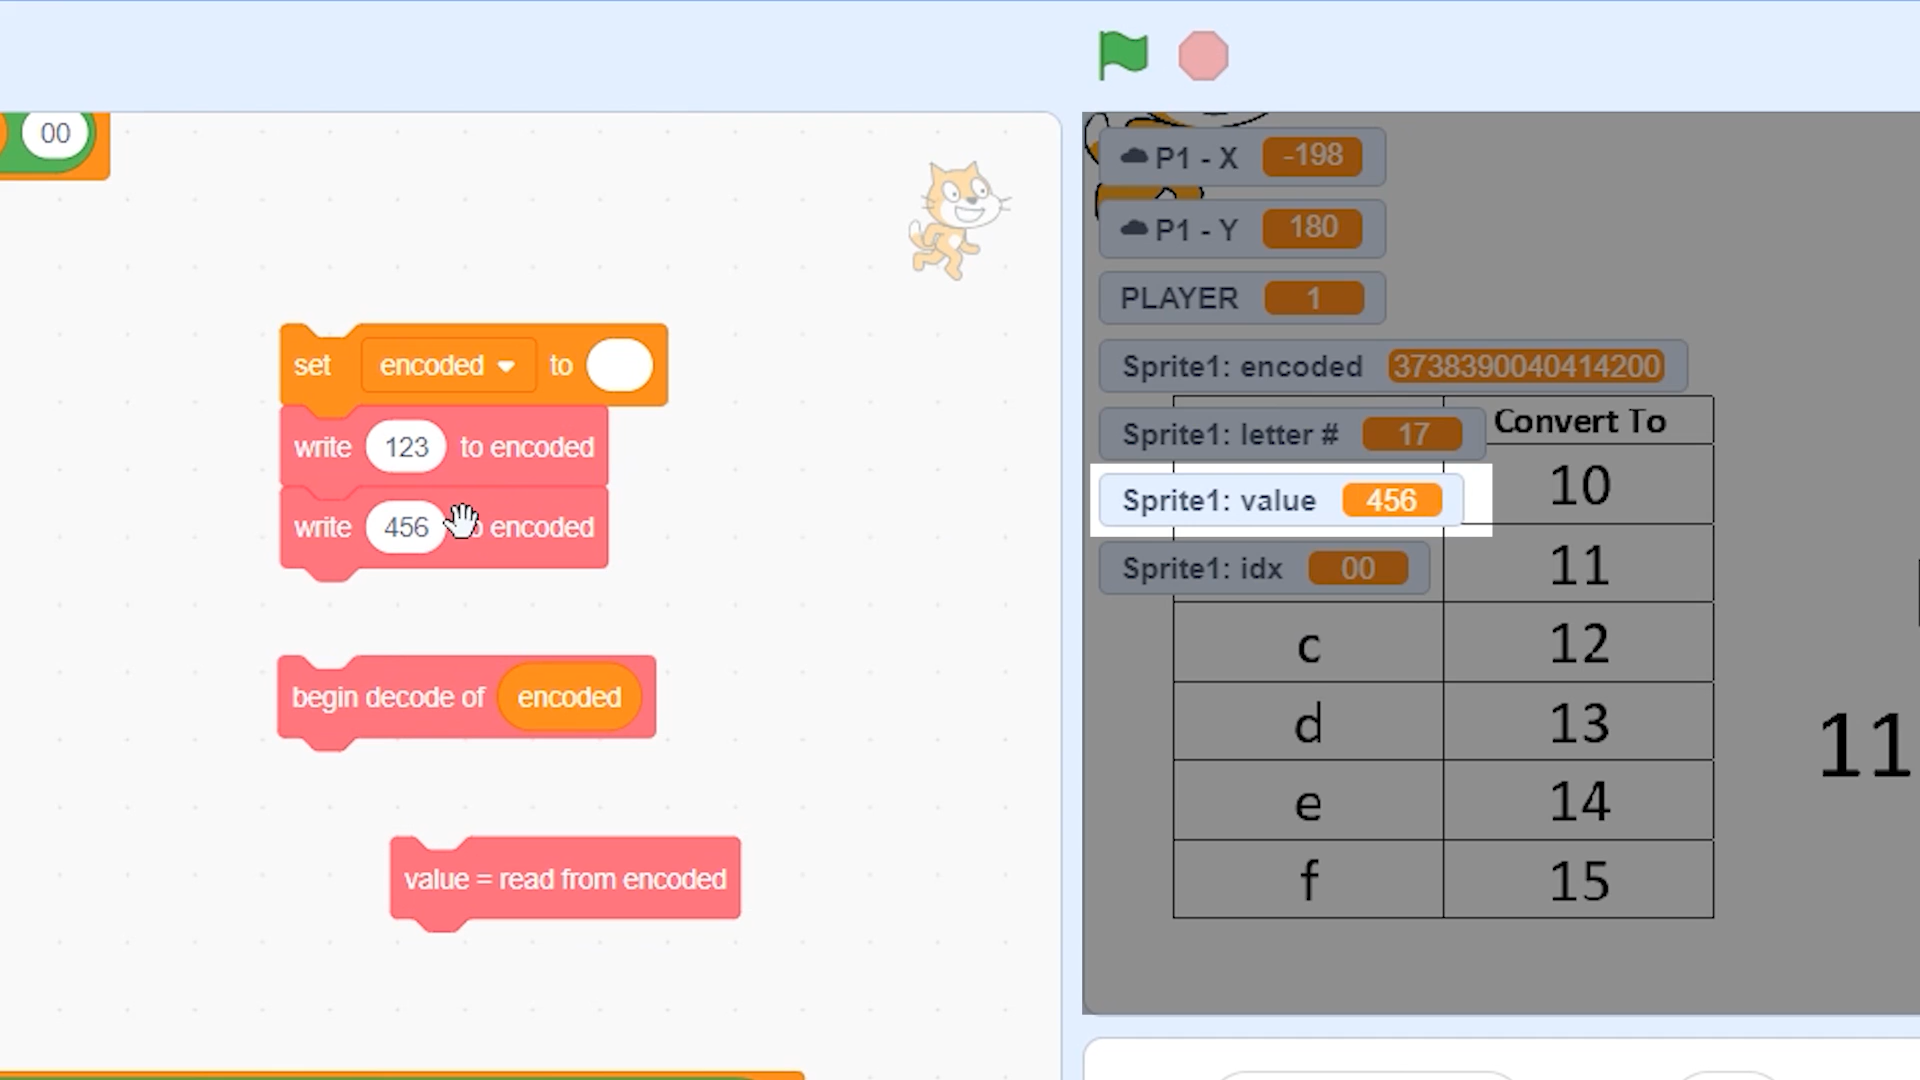 00
set encoded to
write 123 to encoded
write 456 encoded
begin decode of encoded
value = read from encoded
P1 - X -198
P1 - Y 180
PLAYER 1
Sprite1: encoded 3738390040414200
Sprite1: letter # 17
Sprite1: value 456
Sprite1: idx 00
Convert To
10
11
c 12
d 13
e 14
f 15
11